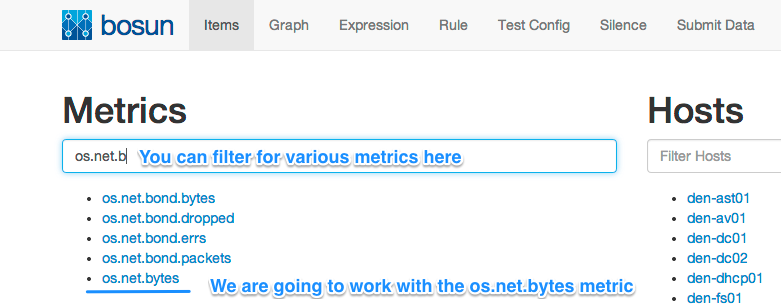 bosun Items Graph Expression Rule Test Config Silence Submit Data
Metrics
os.net.b You can filter for various metrics here
os.net.bond.bytes
os.net.bond.dropped
os.net.bond.errs
os.net.bond.packets
os.net.bytes We are going to work with the os.net.bytes metric
Hosts
Filter Hosts
den-ast01
den-av01
den-dc01
den-dc02
den-dhcp01
den-fs01